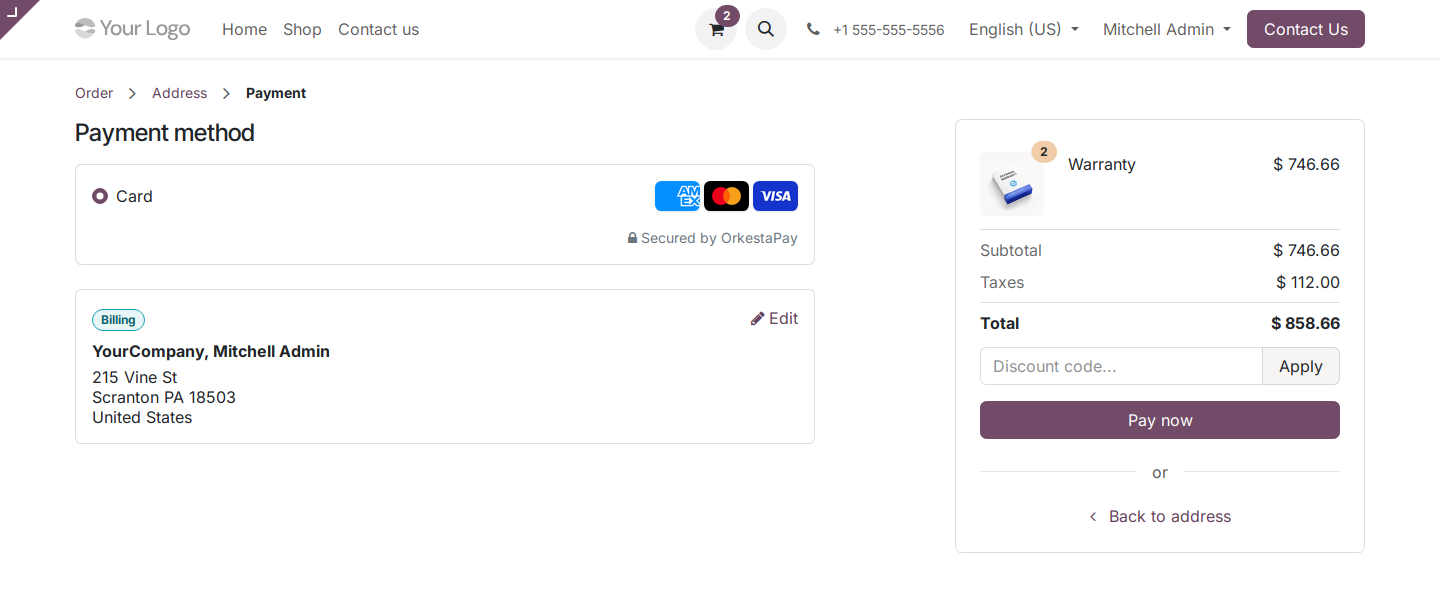 Your Logo Home Shop Contact us 2 +1 555-555-5556 English (US) Mitchell Admin Contact Us
Order Address Payment
Payment method
Card AMEX VISA
Secured by OrkestaPay
Billing Edit
YourCompany, Mitchell Admin
215 Vine St
Scranton PA 18503
United States
2 Warranty $ 746.66
Subtotal $ 746.66
Taxes $ 112.00
Total $ 858.66
Discount code... Apply
Pay now
or
Back to address